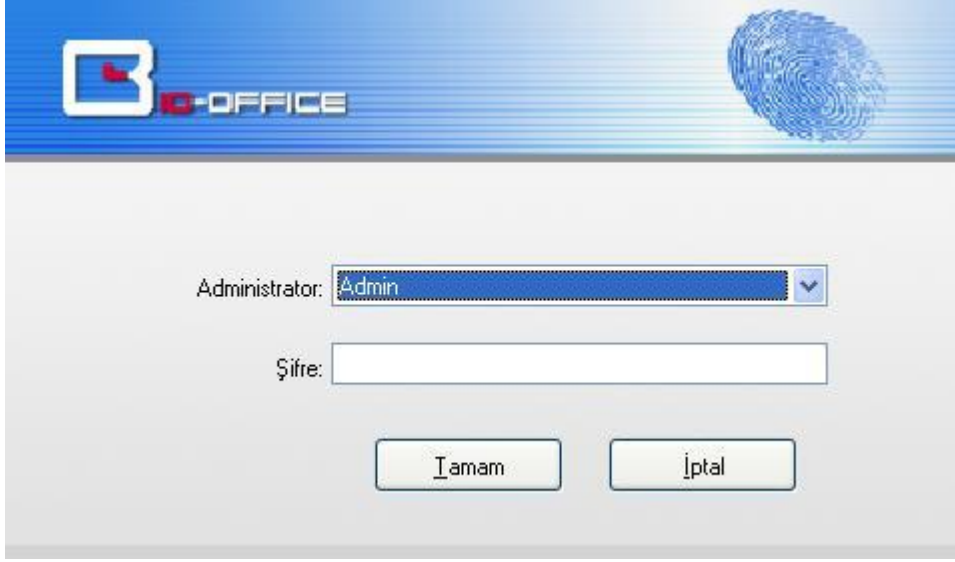 BIO-OFFICE
Administrator: Admin
Şifre:
Tamam
İptal